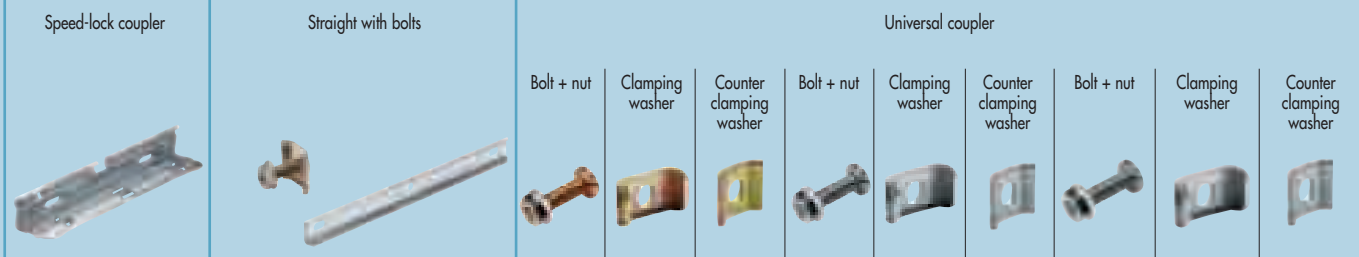 Speed-lock coupler
Straight with bolts
Universal coupler
Bolt + nut
Clamping
washer
Counter
clamping
washer
Bolt + nut
Clamping
washer
Counter
clamping
washer
Bolt + nut
Clamping
washer
Counter
clamping
washer